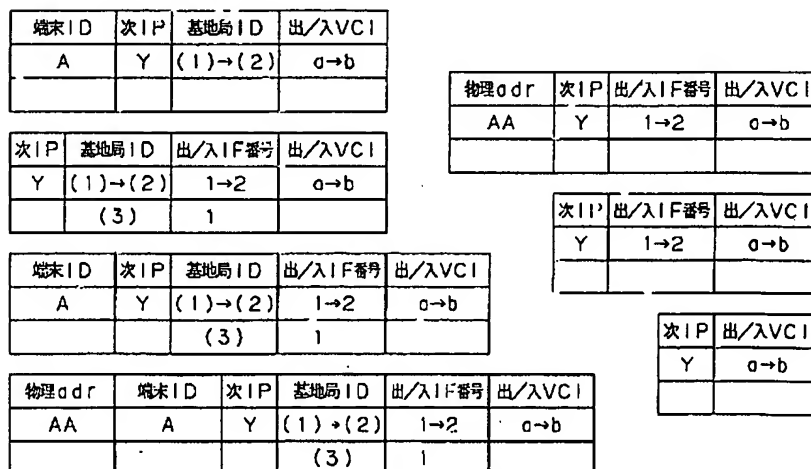 端末ID 次IP 基地局ID 出/入VCI
A Y (1)→(2) a→b
次IP 基地局ID 出/入IF番号 出/入VCI
Y (1)→(2) 1→2 a→b
(3) 1
端末ID 次IP 基地局ID 出/入IF番号 出/入VCI
A Y (1)→(2) 1→2 a→b
(3) 1
物理adr 端末ID 次IP 基地局ID 出/入IF番号 出/入VCI
AA A Y (1)→(2) 1→2 a→b
(3) 1
物理adr 次IP 出/入IF番号 出/入VCI
AA Y 1→2 a→b
次IP 出/入IF番号 出/入VCI
Y 1→2 a→b
次IP 出/入VCI
Y a→b